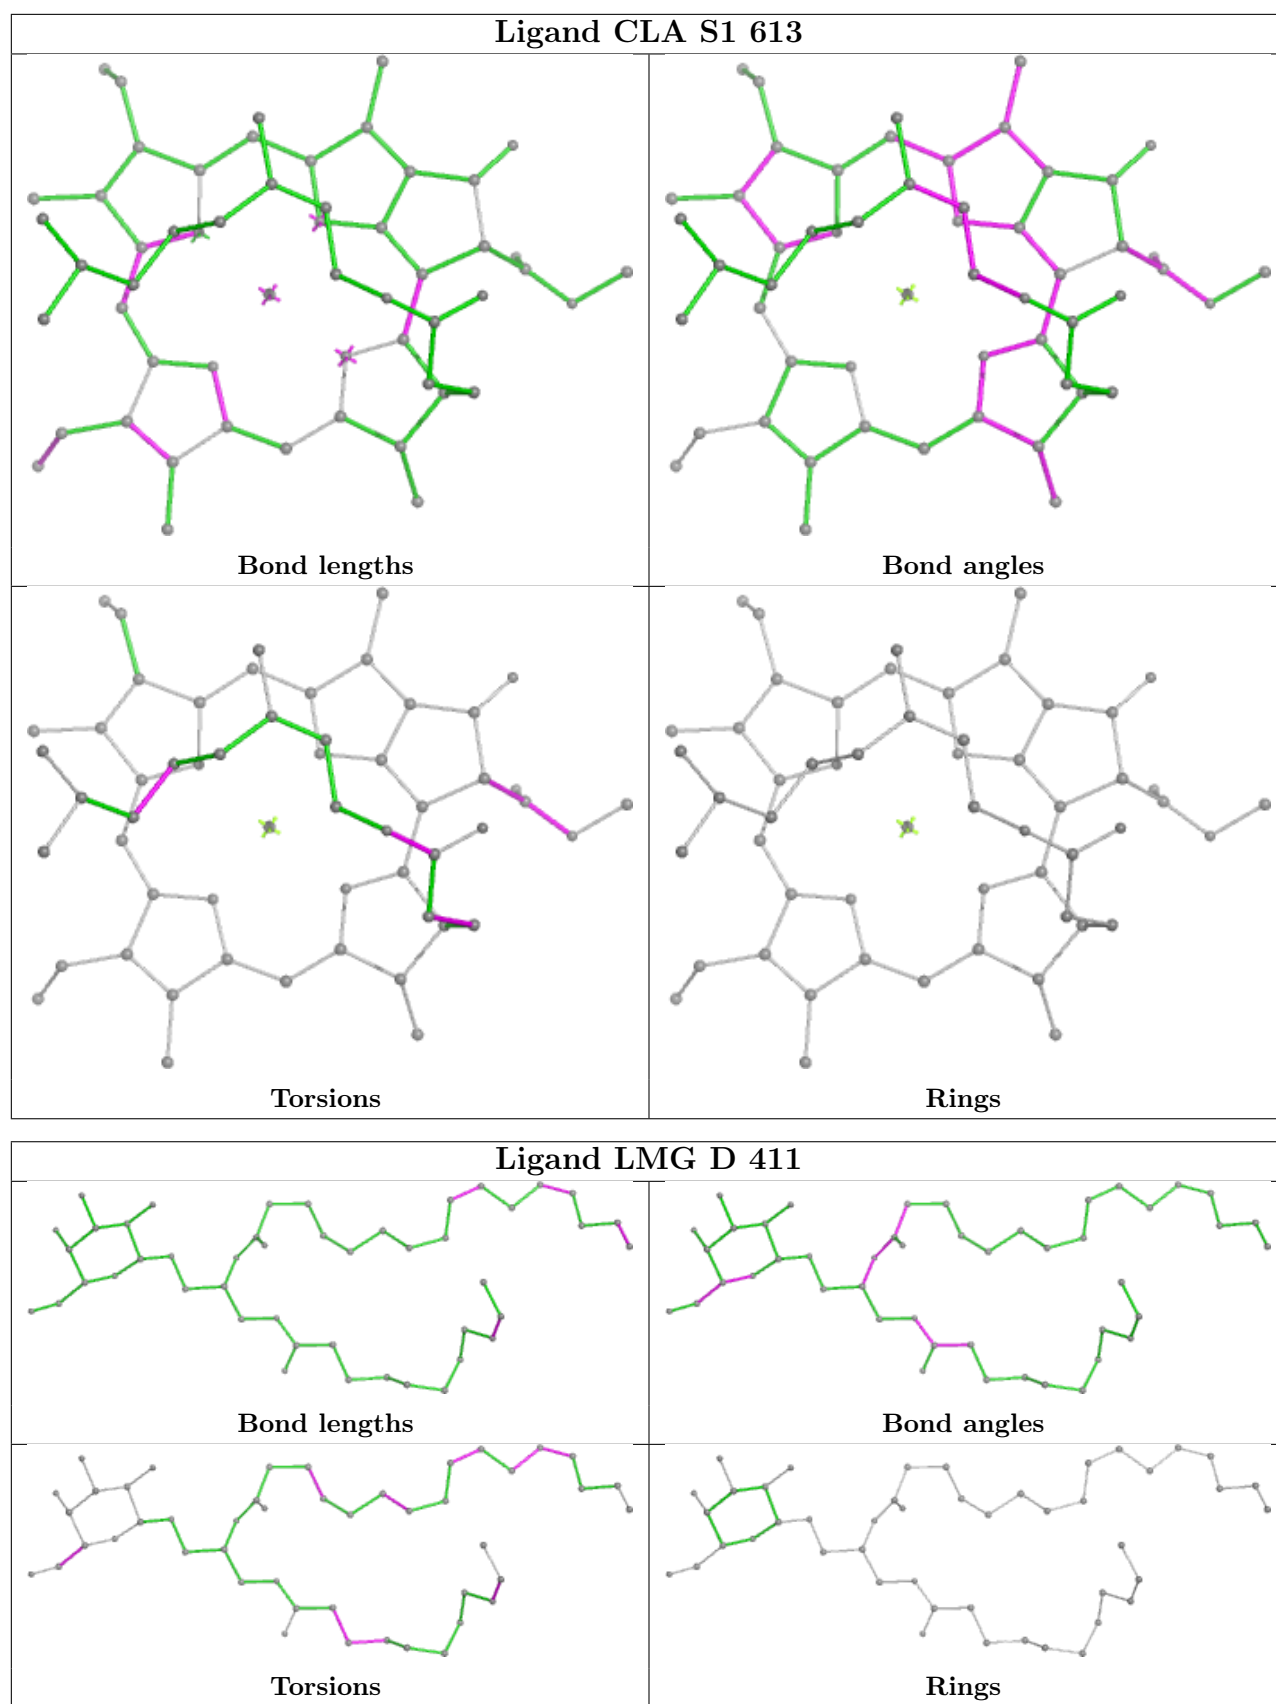 Ligand CLA S1 613
Bond lengths
Bond angles
Torsions
Rings
Ligand LMG D 411
Bond lengths
Bond angles
Torsions
Rings